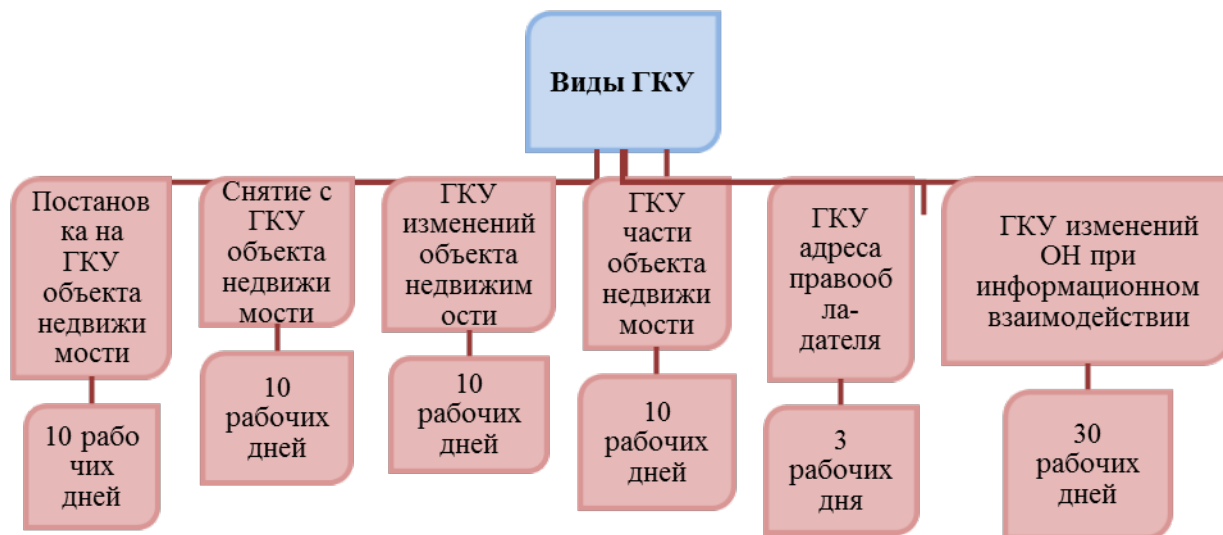 Виды ГКУ
Постанов
ка на
ГКУ
объекта
недвижи
мости
Снятие с
ГКУ
объекта
недвижи
мости
ГКУ
изменений
объекта
недвижим
ости
ГКУ
части
объекта
недвижи
мости
ГКУ
адреса
правооб
ла-
дателя
ГКУ изменений
ОН при
информационном
взаимодействии
10 рабо
чих
дней
10
рабочих
дней
10
рабочих
дней
10
рабочих
дней
3
рабочих
дня
30
рабочих
дней